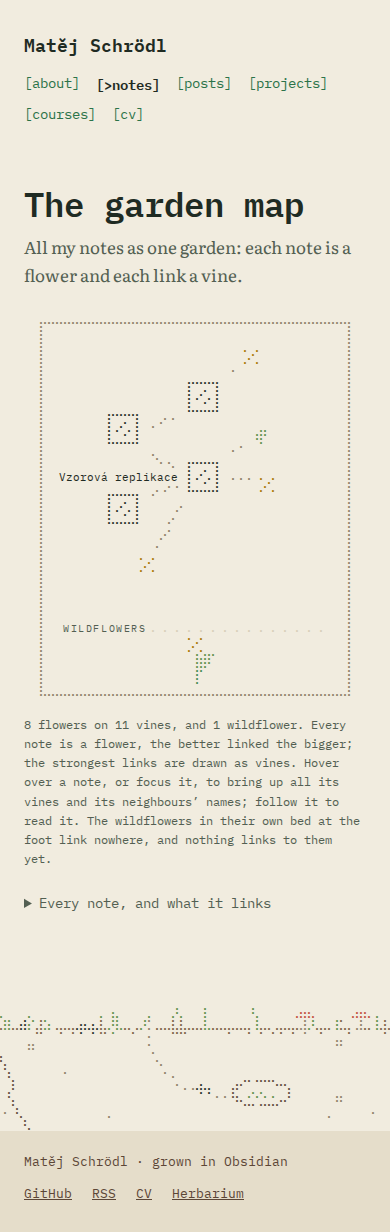 Matěj Schrödl
[about] [>notes] [posts] [projects]
[courses] [cv]
The garden map
All my notes as one garden: each note is a
flower and each link a vine.
Vzorová replikace
WILDFLOWERS
8 flowers on 11 vines, and 1 wildflower. Every
note is a flower, the better linked the bigger;
the strongest links are drawn as vines. Hover
over a note, or focus it, to bring up all its
vines and its neighbours’ names; follow it to
read it. The wildflowers in their own bed at the
foot link nowhere, and nothing links to them
yet.
Every note, and what it links
Matěj Schrödl · grown in Obsidian
GitHub RSS CV Herbarium